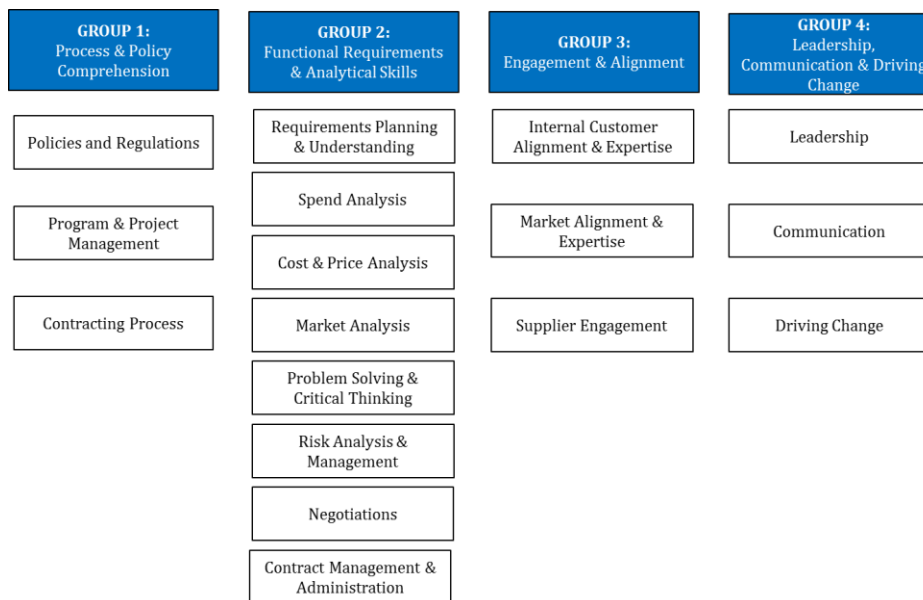 GROUP 1:
Process & Policy
Comprehension
Policies and Regulations
Program & Project
Management
Contracting Process
GROUP 2:
Functional Requirements
& Analytical Skills
Requirements Planning
& Understanding
Spend Analysis
Cost & Price Analysis
Market Analysis
Problem Solving &
Critical Thinking
Risk Analysis &
Management
Negotiations
Contract Management &
Administration
GROUP 3:
Engagement & Alignment
Internal Customer
Alignment & Expertise
Market Alignment &
Expertise
Supplier Engagement
GROUP 4:
Leadership,
Communication & Driving
Change
Leadership
Communication
Driving Change